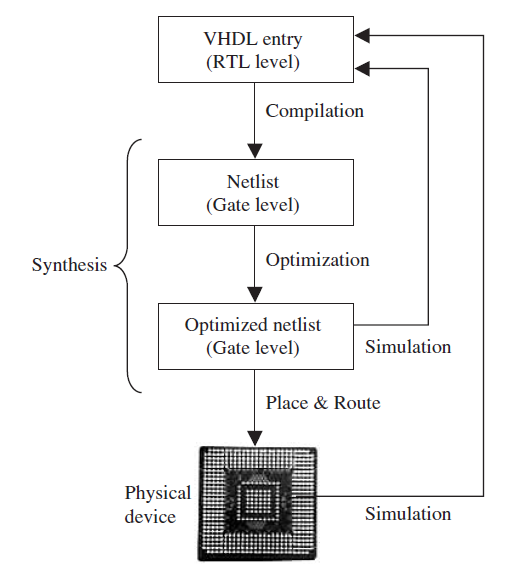 VHDL entry
(RTL level)
Compilation
Netlist
(Gate level)
Synthesis
Optimization
Optimized netlist
(Gate level)
Simulation
Place & Route
Physical
device
Simulation